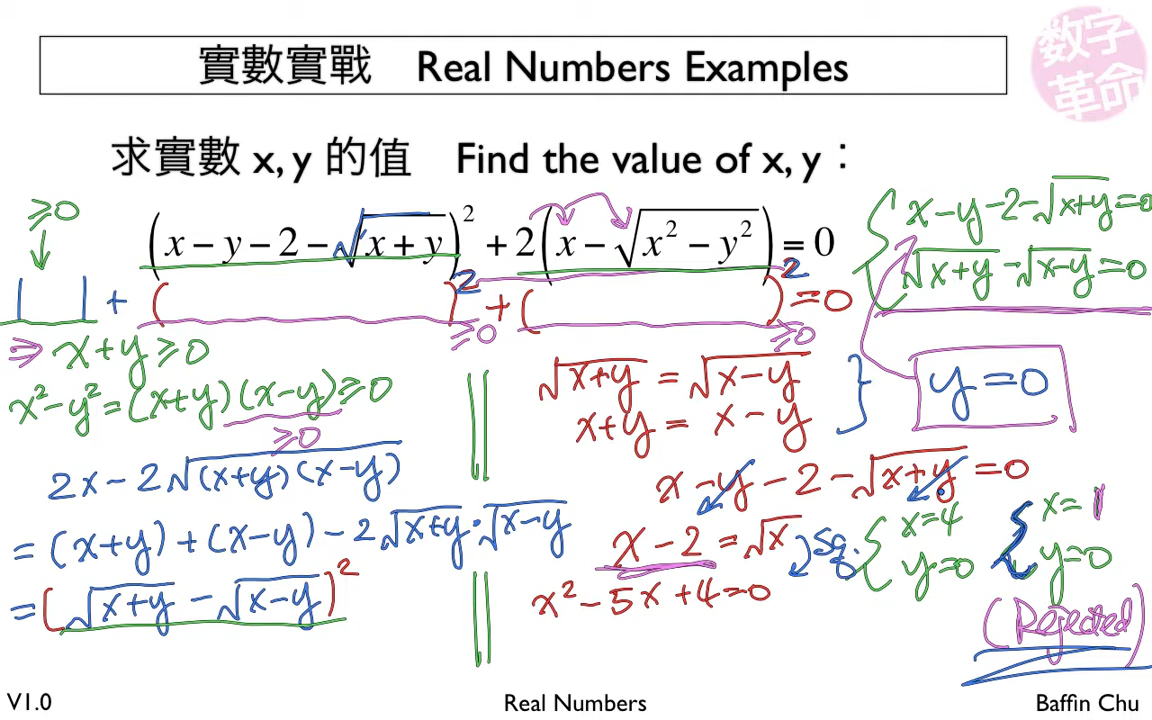 實數實戰 Real Numbers Examples
数字
革命
求實數 x, y 的值 Find the value of x, y：
(x − y − 2 − √(x + y))² + 2(x − √(x² − y²)) = 0
≥0
↓
| | + ( )² + ( )² = 0
≥0 ≥0
{ x − y − 2 − √(x+y) = 0
√(x+y) − √(x−y) = 0
⇒ x + y ≥ 0
x² − y² = (x+y)(x−y) ≥ 0
≥0
2x − 2√((x+y)(x−y))
= (x+y) + (x−y) − 2√(x+y)·√(x−y)
= (√(x+y) − √(x−y))²
√(x+y) = √(x−y)
x + y = x − y
} y = 0
x − y − 2 − √(x+y) = 0
x − 2 = √x
Sq.
x² − 5x + 4 = 0
{ x = 4
y = 0
{ x = 1
y = 0
(Rejected)
V1.0 Real Numbers Baffin Chu